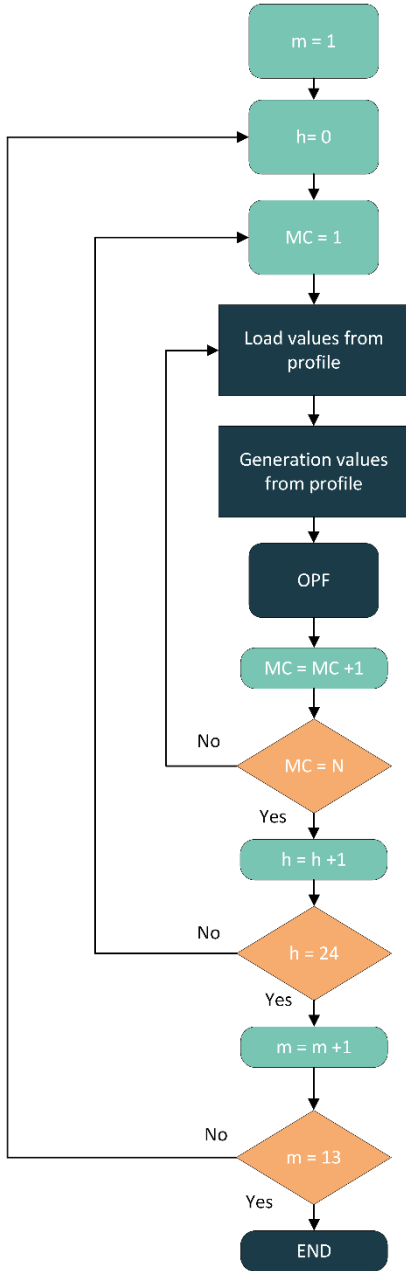 m = 1
h= 0
MC = 1
Load values from
profile
Generation values
from profile
OPF
MC = MC +1
No
MC = N
Yes
h = h +1
No
h = 24
Yes
m = m +1
No
m = 13
Yes
END